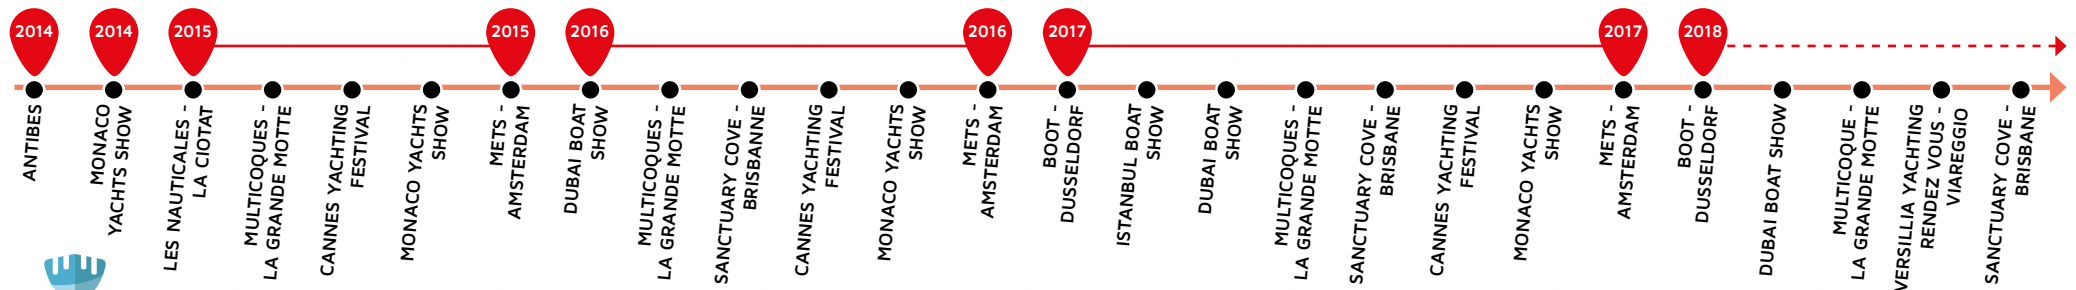 2014
2014
2015
2015
2016
2016
2017
2017
2018
ANTIBES
MONACO
YACHTS SHOW
LES NAUTICALES -
LA CIOTAT
MULTICOQUES -
LA GRANDE MOTTE
CANNES YACHTING
FESTIVAL
MONACO YACHTS
SHOW
METS -
AMSTERDAM
DUBAI BOAT
SHOW
MULTICOQUES -
LA GRANDE MOTTE
SANCTUARY COVE -
BRISBANNE
CANNES YACHTING
FESTIVAL
MONACO YACHTS
SHOW
METS -
AMSTERDAM
BOOT -
DUSSELDORF
ISTANBUL BOAT
SHOW
DUBAI BOAT
SHOW
MULTICOQUES -
LA GRANDE MOTTE
SANCTUARY COVE -
BRISBANE
CANNES YACHTING
FESTIVAL
MONACO YACHTS
SHOW
METS -
AMSTERDAM
BOOT -
DUSSELDORF
DUBAI BOAT SHOW
MULTICOQUE -
LA GRANDE MOTTE
VERSILLIA YACHTING
RENDEZ VOUS -
VIAREGGIO
SANCTUARY COVE -
BRISBANE